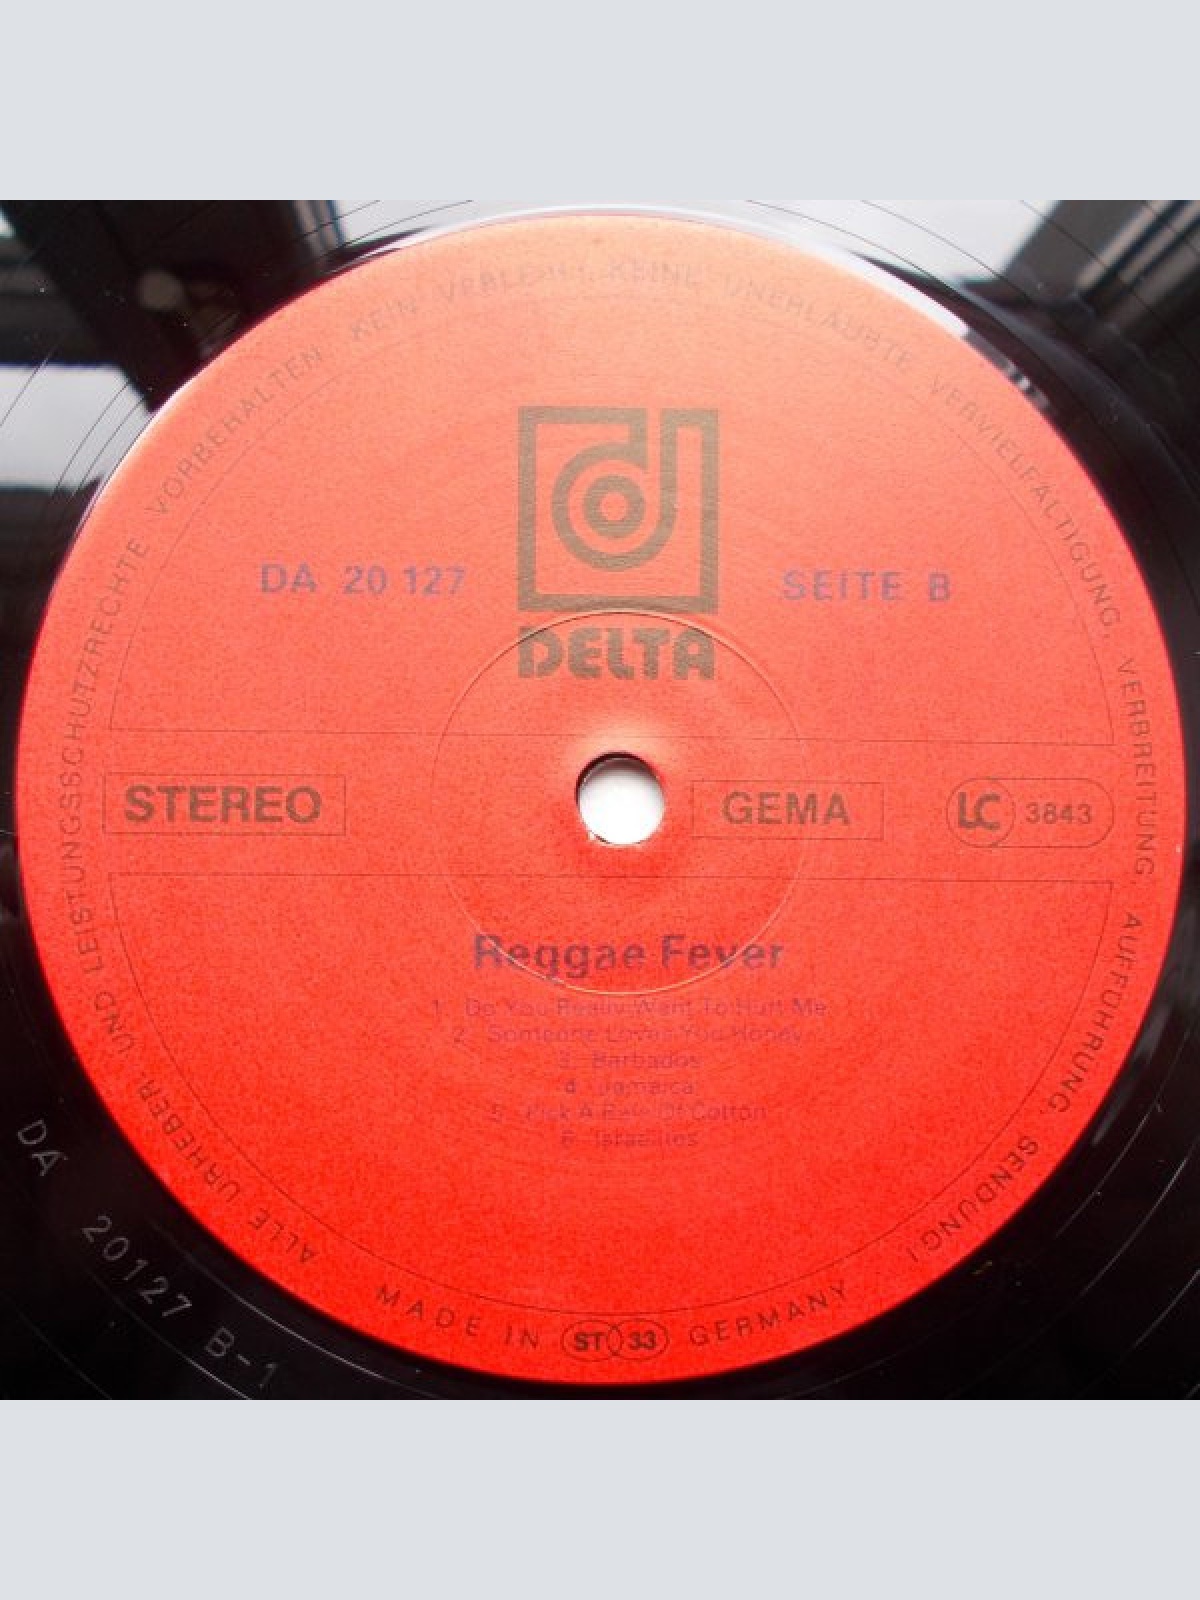 ALLE URHEBER UND LEISTUNGSSCHUTZRECHTE VORBEHALTEN. KEIN VERLEIH, KEINE UNERLAUBTE VERVIELFÄLTIGUNG, VERBREITUNG, AUFFÜHRUNG, SENDUNG!
DA 20 127
SEITE B
DELTA
STEREO
GEMA
LC 3843
Reggae Fever
1. Do You Really Want To Hurt Me
2. Someone Loves You Honey
3. Barbados
4. Jamaica
5. Pick A Bale Of Cotton
6. Israelites
MADE IN ST 33 GERMANY
DA 20127 B-1